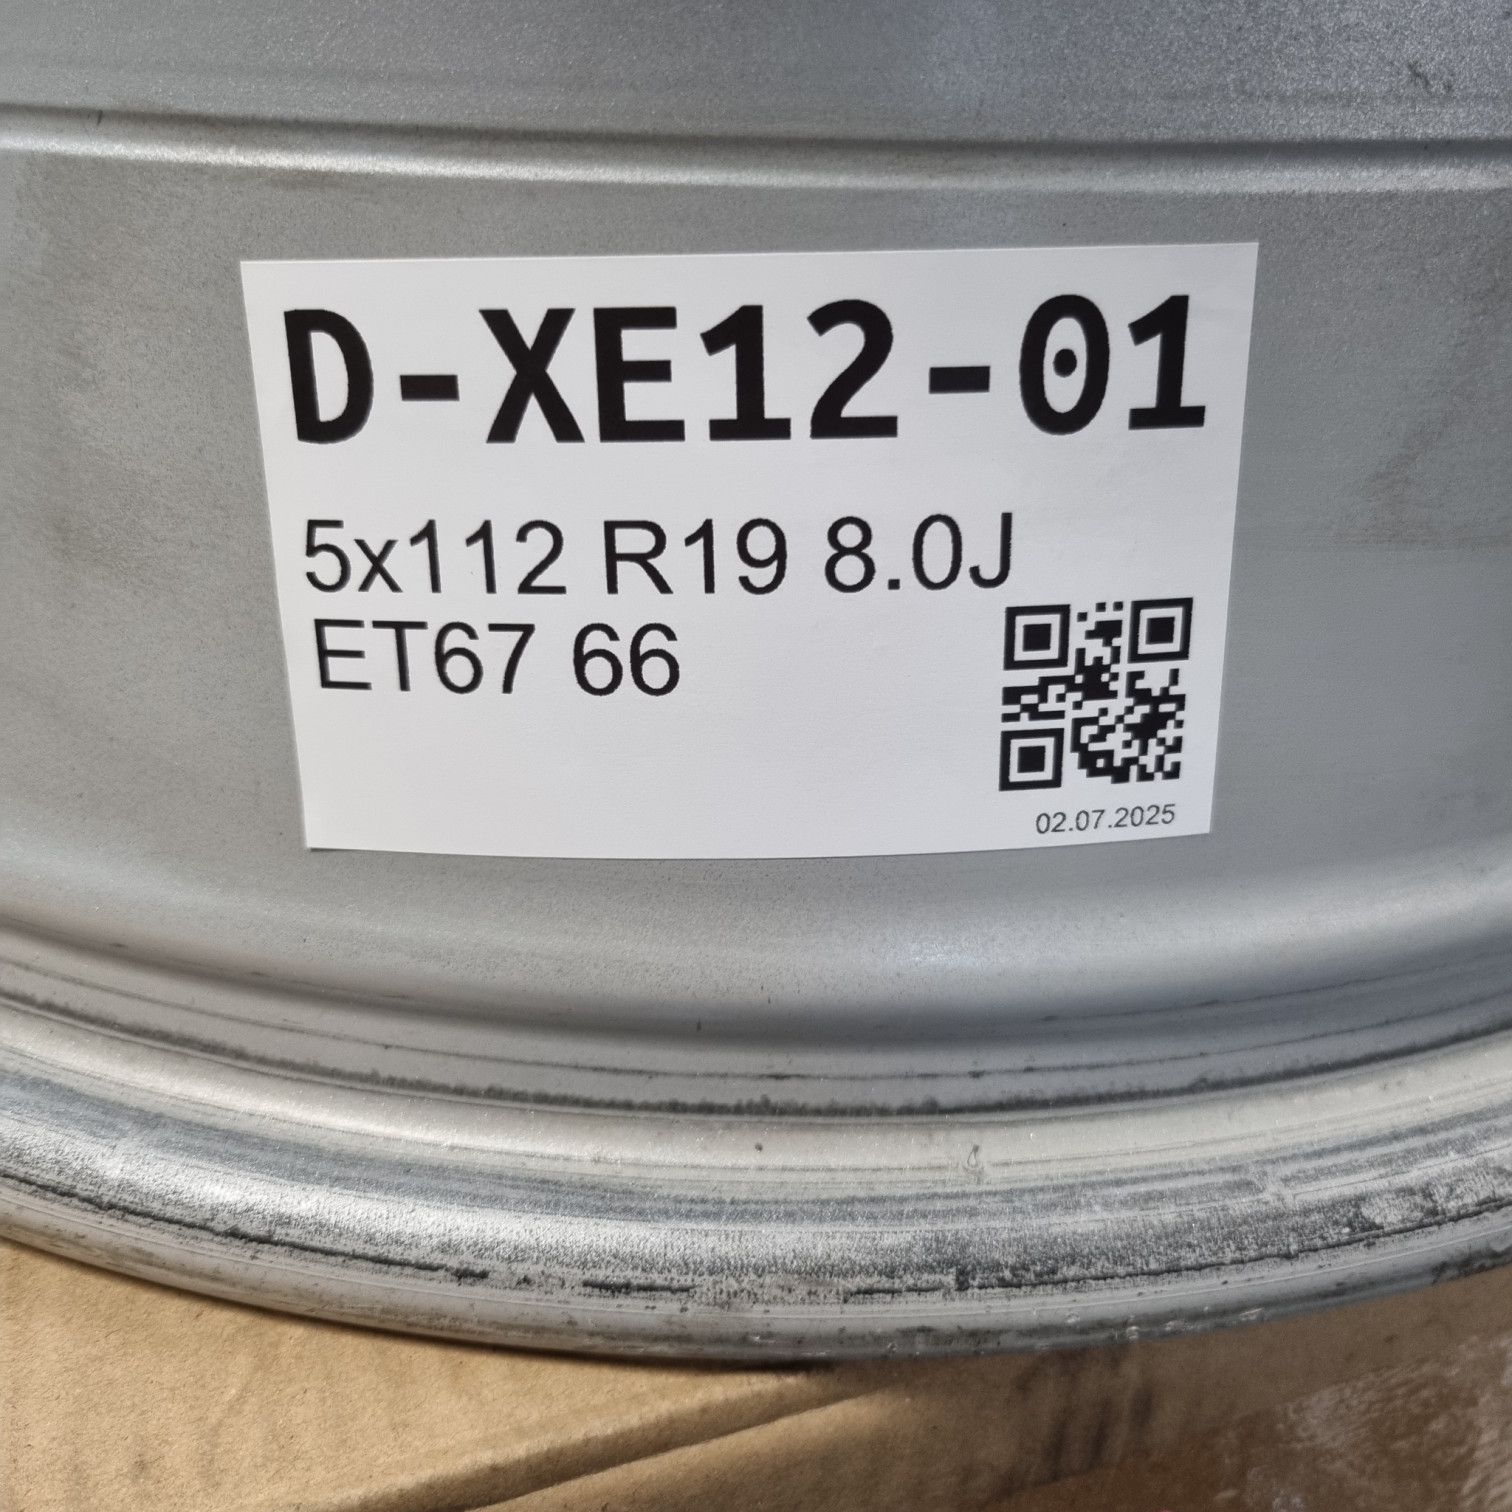 D-XE12-01
5x112 R19 8.0J
ET67 66
02.07.2025